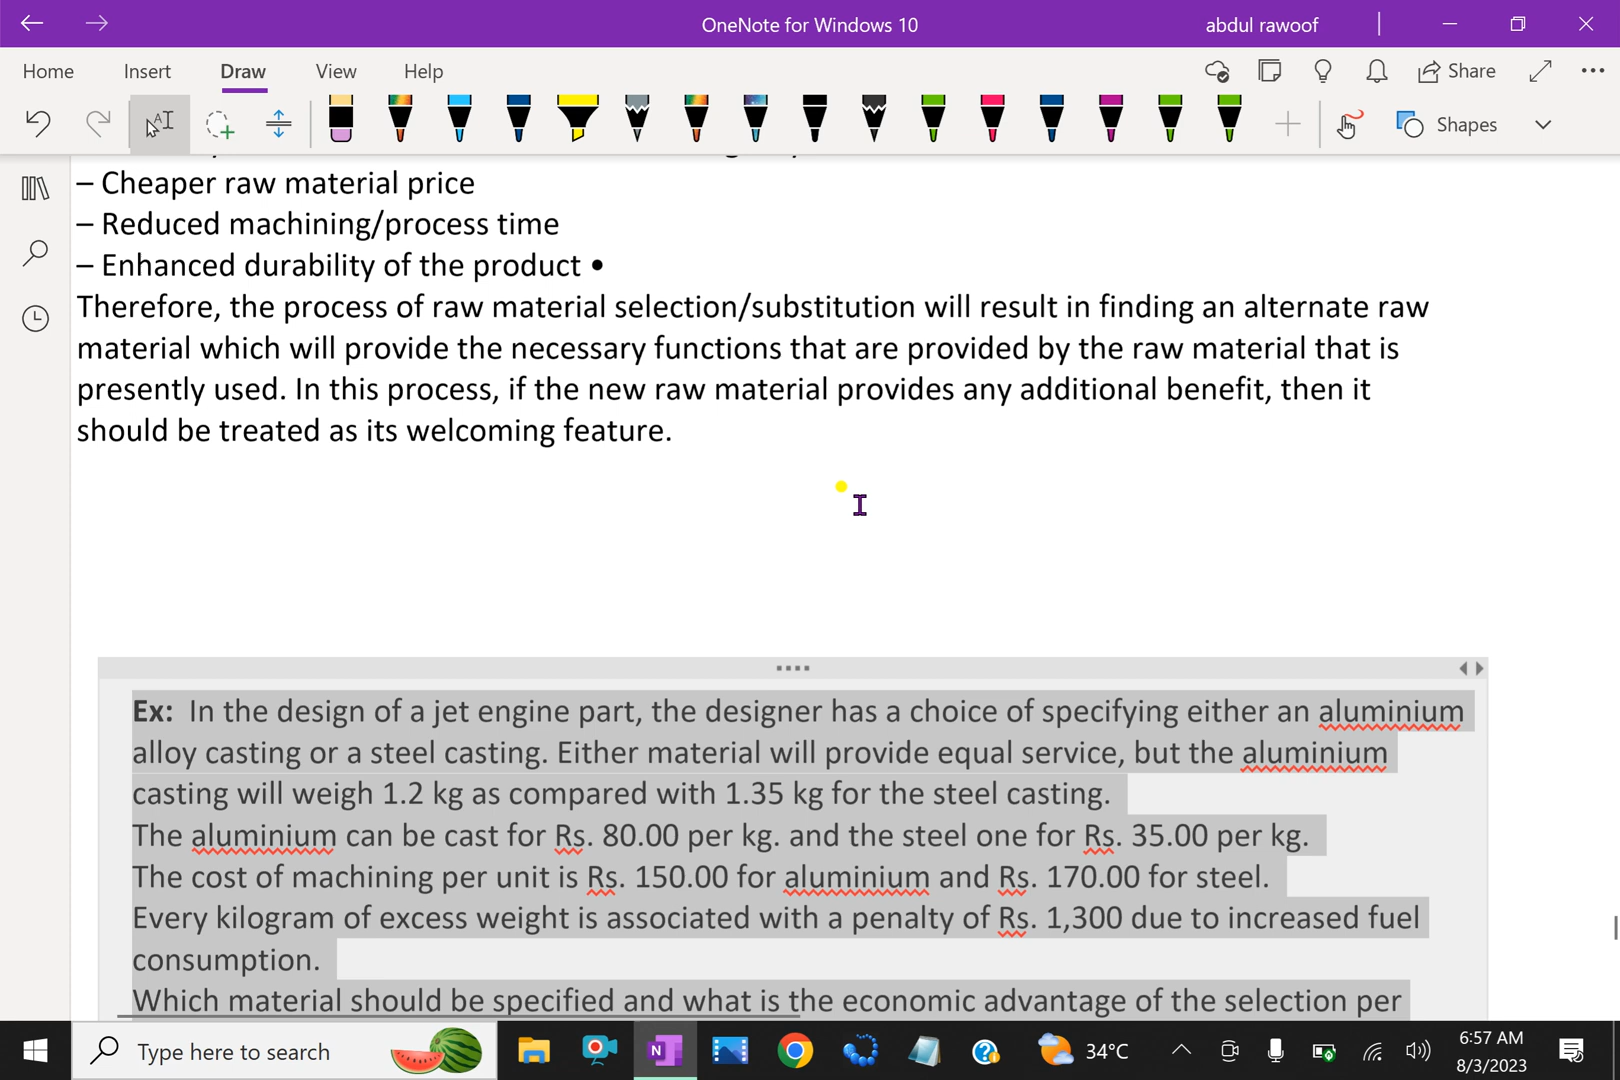 OneNote for Windows 10
abdul rawoof
Home Insert Draw View Help
Share
Shapes
– Cheaper raw material price
– Reduced machining/process time
– Enhanced durability of the product •
Therefore, the process of raw material selection/substitution will result in finding an alternate raw
material which will provide the necessary functions that are provided by the raw material that is
presently used. In this process, if the new raw material provides any additional benefit, then it
should be treated as its welcoming feature.
Ex: In the design of a jet engine part, the designer has a choice of specifying either an aluminium
alloy casting or a steel casting. Either material will provide equal service, but the aluminium
casting will weigh 1.2 kg as compared with 1.35 kg for the steel casting.
The aluminium can be cast for Rs. 80.00 per kg. and the steel one for Rs. 35.00 per kg.
The cost of machining per unit is Rs. 150.00 for aluminium and Rs. 170.00 for steel.
Every kilogram of excess weight is associated with a penalty of Rs. 1,300 due to increased fuel
consumption.
Which material should be specified and what is the economic advantage of the selection per
Type here to search
34°C
6:57 AM
8/3/2023